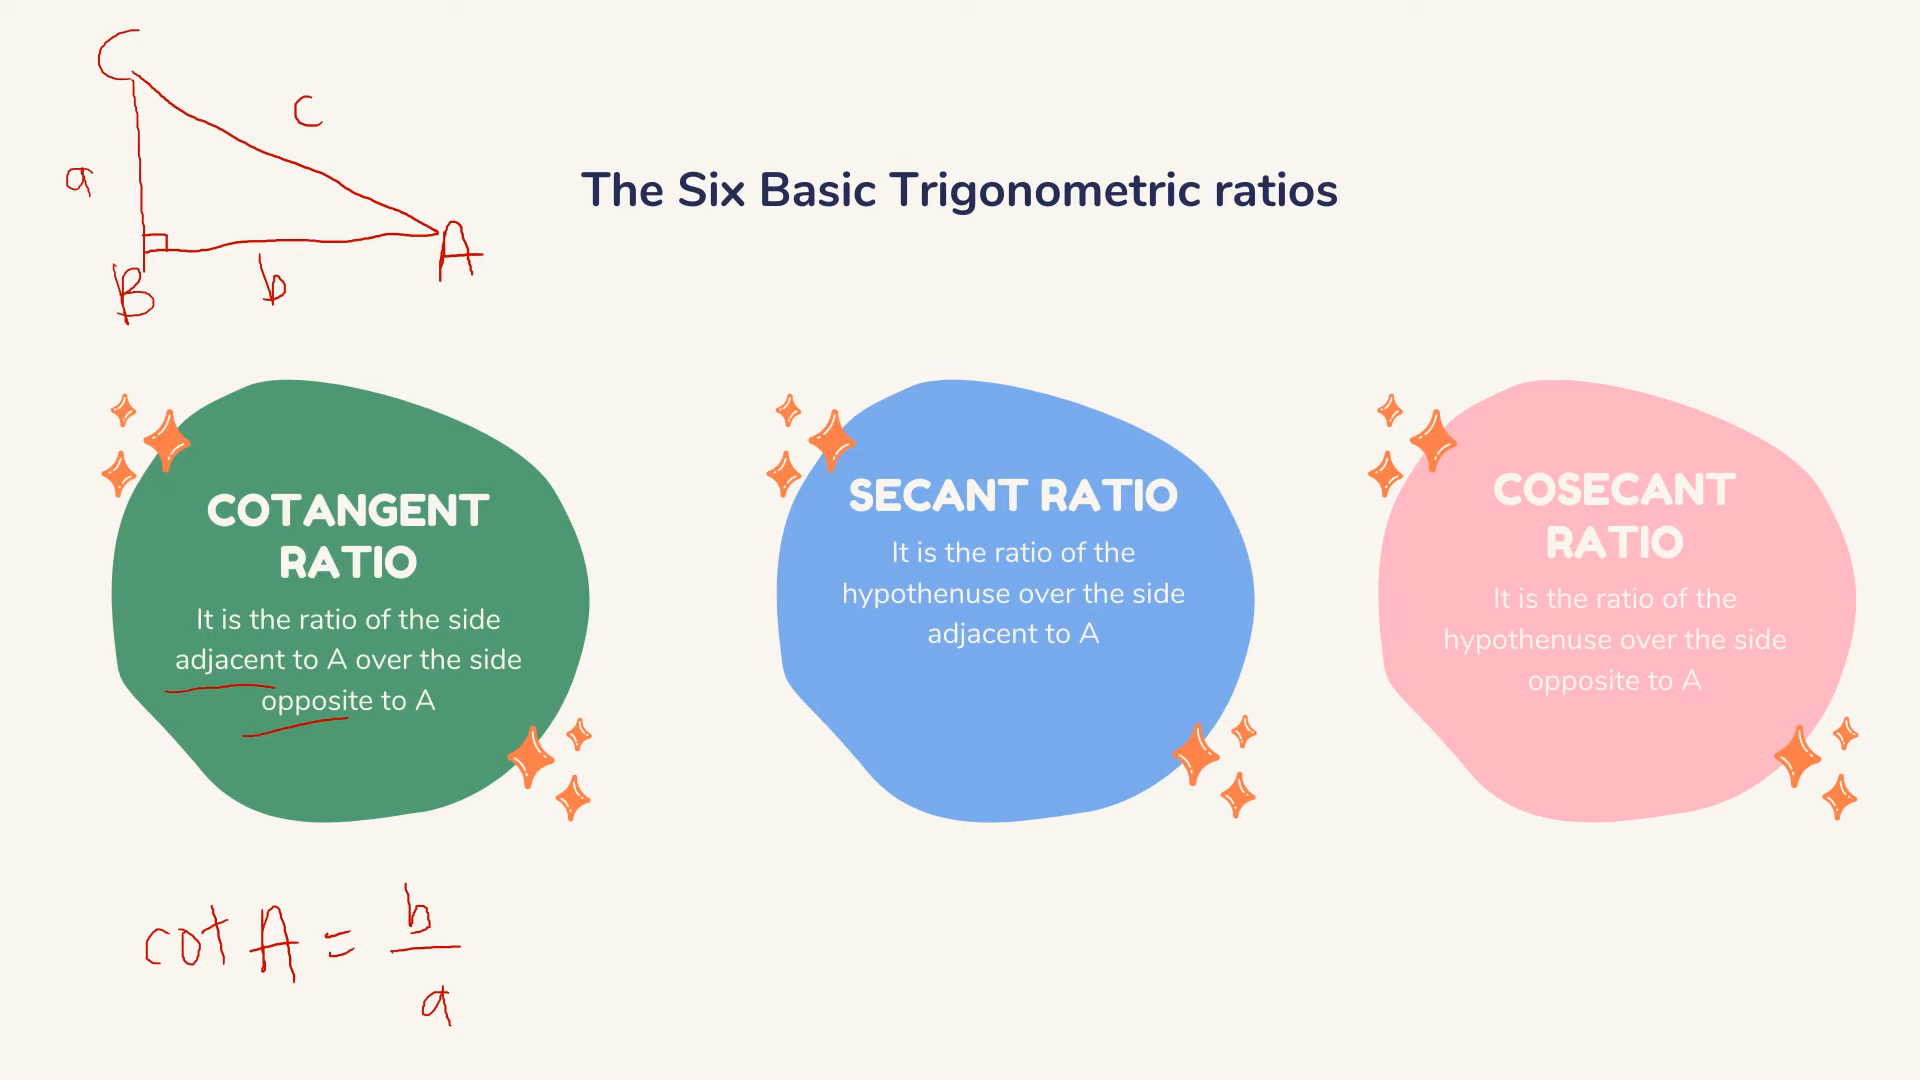 C
c
a
B
b
A
The Six Basic Trigonometric ratios
COTANGENT
RATIO
It is the ratio of the side
adjacent to A over the side
opposite to A
SECANT RATIO
It is the ratio of the
hypothenuse over the side
adjacent to A
COSECANT
RATIO
It is the ratio of the
hypothenuse over the side
opposite to A
cot A = b
a